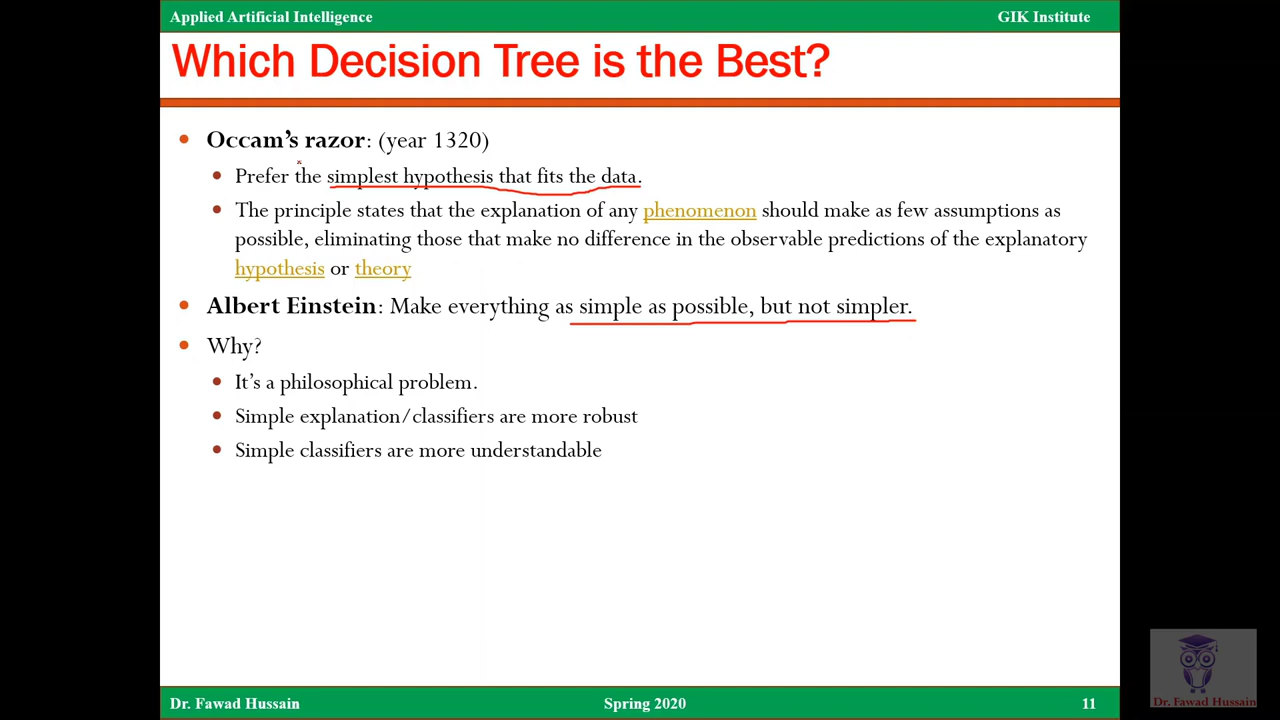 Applied Artificial Intelligence
GIK Institute
Which Decision Tree is the Best?
• Occam's razor: (year 1320)
• Prefer the simplest hypothesis that fits the data.
• The principle states that the explanation of any phenomenon should make as few assumptions as
possible, eliminating those that make no difference in the observable predictions of the explanatory
hypothesis or theory
• Albert Einstein: Make everything as simple as possible, but not simpler.
• Why?
• It's a philosophical problem.
• Simple explanation/classifiers are more robust
• Simple classifiers are more understandable
Dr. Fawad Hussain
Spring 2020
11
Dr. Fawad Hussain